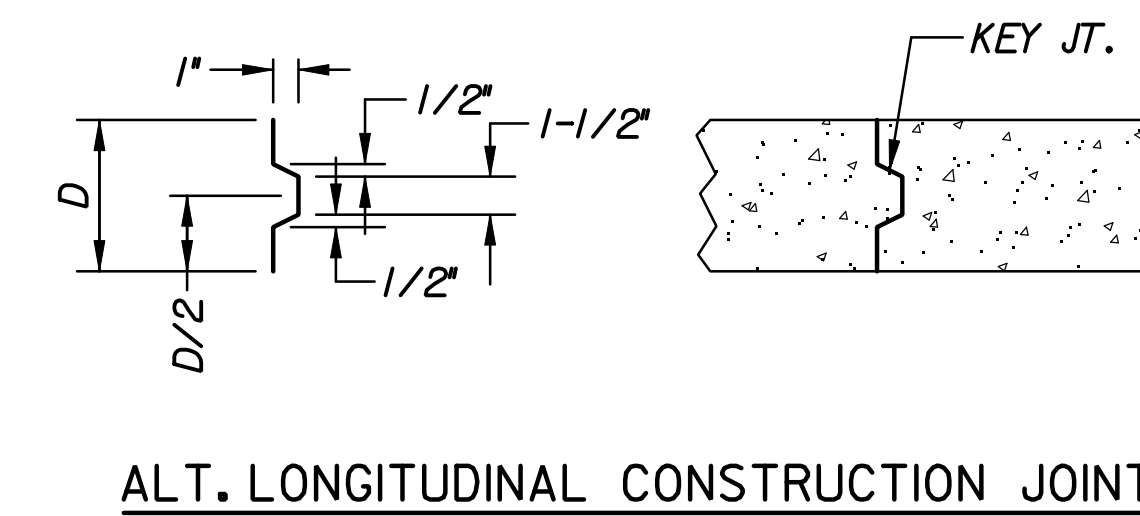 KEY JT.
1"
1/2"
1-1/2"
D
1/2"
D/2
ALT. LONGITUDINAL CONSTRUCTION JOINT